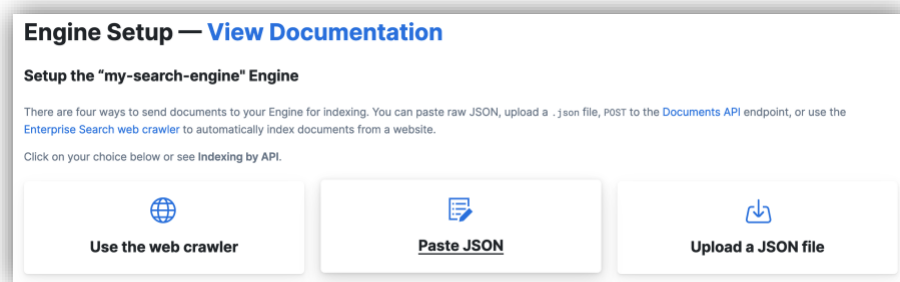 Engine Setup — View Documentation
Setup the “my-search-engine" Engine
There are four ways to send documents to your Engine for indexing. You can paste raw JSON, upload a .json file, POST to the Documents API endpoint, or use the
Enterprise Search web crawler to automatically index documents from a website.
Click on your choice below or see Indexing by API.
Use the web crawler
Paste JSON
Upload a JSON file